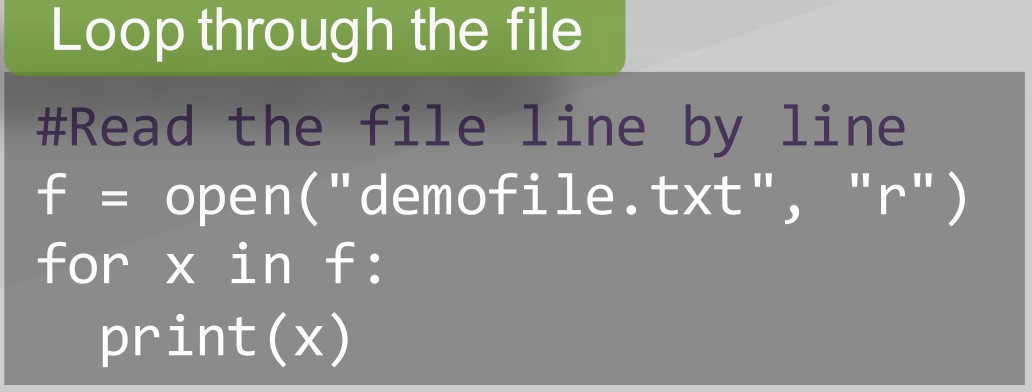 Loop through the file
#Read the file line by line
f = open("demofile.txt", "r")
for x in f:
  print(x)